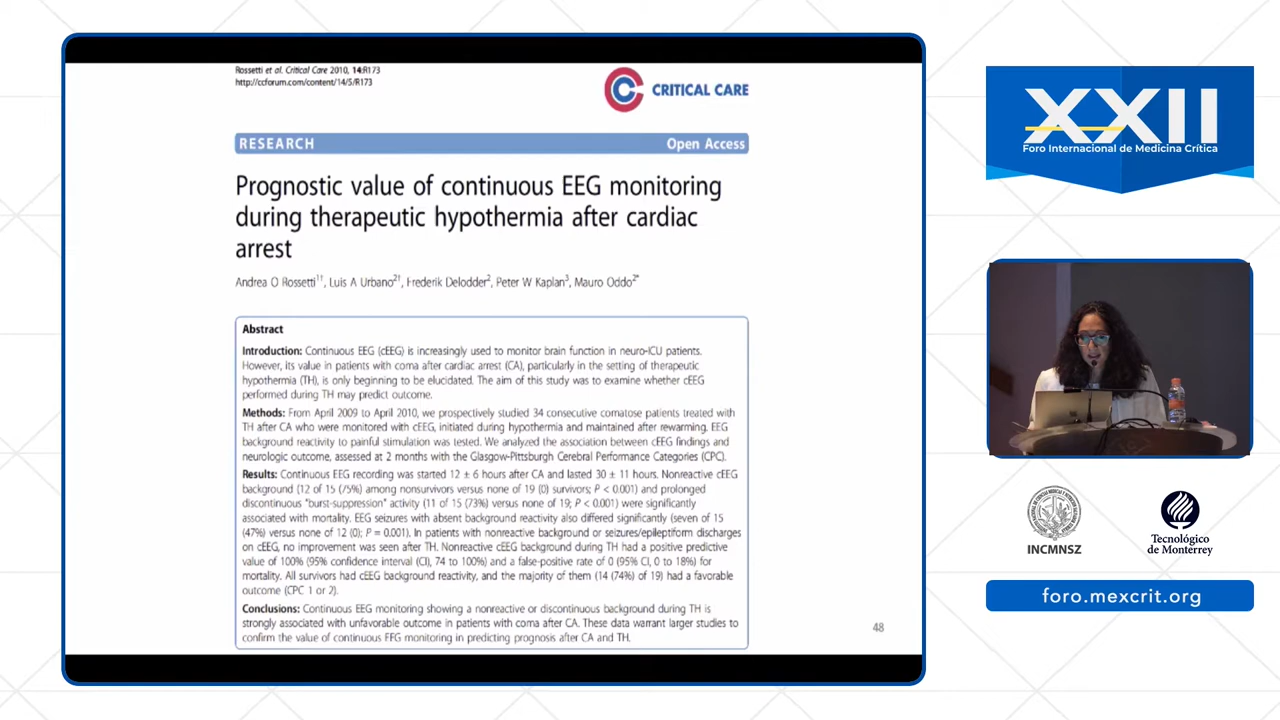 Rossetti et al. Critical Care 2010, 14:R173
http://ccforum.com/content/14/5/R173
CRITICAL CARE
RESEARCH Open Access
Prognostic value of continuous EEG monitoring
during therapeutic hypothermia after cardiac
arrest
Andrea O Rossetti1†, Luis A Urbano2†, Frederik Delodder2, Peter W Kaplan3, Mauro Oddo2*
Abstract
Introduction: Continuous EEG (cEEG) is increasingly used to monitor brain function in neuro-ICU patients.
However, its value in patients with coma after cardiac arrest (CA), particularly in the setting of therapeutic
hypothermia (TH), is only beginning to be elucidated. The aim of this study was to examine whether cEEG
performed during TH may predict outcome.
Methods: From April 2009 to April 2010, we prospectively studied 34 consecutive comatose patients treated with
TH after CA who were monitored with cEEG, initiated during hypothermia and maintained after rewarming. EEG
background reactivity to painful stimulation was tested. We analyzed the association between cEEG findings and
neurologic outcome, assessed at 2 months with the Glasgow-Pittsburgh Cerebral Performance Categories (CPC).
Results: Continuous EEG recording was started 12 ± 6 hours after CA and lasted 30 ± 11 hours. Nonreactive cEEG
background (12 of 15 (75%) among nonsurvivors versus none of 19 (0) survivors; P < 0.001) and prolonged
discontinuous "burst-suppression" activity (11 of 15 (73%) versus none of 19; P < 0.001) were significantly
associated with mortality. EEG seizures with absent background reactivity also differed significantly (seven of 15
(47%) versus none of 12 (0); P = 0.001). In patients with nonreactive background or seizures/epileptiform discharges
on cEEG, no improvement was seen after TH. Nonreactive cEEG background during TH had a positive predictive
value of 100% (95% confidence interval (CI), 74 to 100%) and a false-positive rate of 0 (95% CI, 0 to 18%) for
mortality. All survivors had cEEG background reactivity, and the majority of them (14 (74%) of 19) had a favorable
outcome (CPC 1 or 2).
Conclusions: Continuous EEG monitoring showing a nonreactive or discontinuous background during TH is
strongly associated with unfavorable outcome in patients with coma after CA. These data warrant larger studies to
confirm the value of continuous EEG monitoring in predicting prognosis after CA and TH.
48
XXII
Foro Internacional de Medicina Crítica
INCMNSZ
Tecnológico
de Monterrey
foro.mexcrit.org